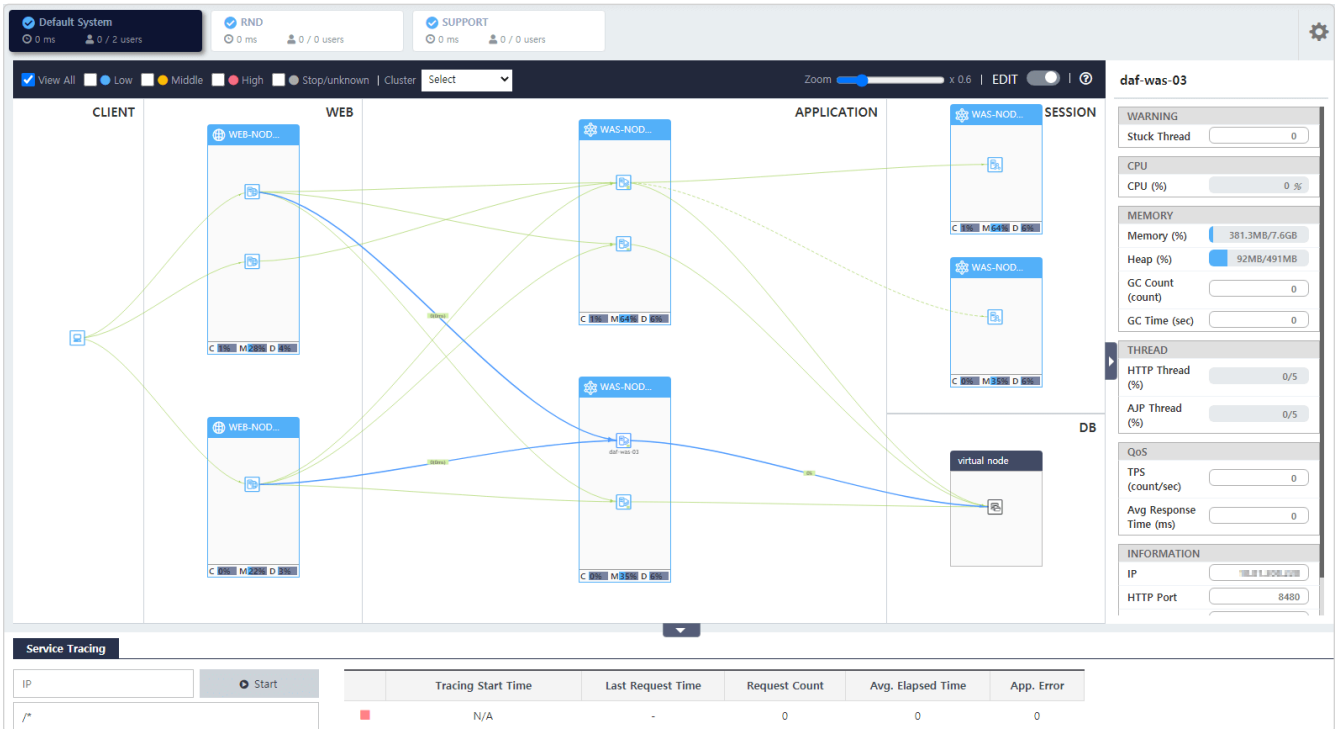 Default System
0 ms 0 / 2 users
RND
0 ms 0 / 0 users
SUPPORT
0 ms 0 / 0 users
View All Low Middle High Stop/unknown | Cluster Select
Zoom x 0.6 | EDIT |
CLIENT
WEB
APPLICATION
SESSION
DB
WEB-NOD...
C 1% M 28% D 4%
WEB-NOD...
C 0% M 22% D 3%
WAS-NOD...
C 1% M 64% D 6%
WAS-NOD...
daf-was-03
C 0% M 35% D 6%
WAS-NOD...
C 1% M 64% D 6%
WAS-NOD...
C 0% M 35% D 6%
virtual node
daf-was-03
WARNING
Stuck Thread 0
CPU
CPU (%) 0 %
MEMORY
Memory (%) 381.3MB/7.6GB
Heap (%) 92MB/491MB
GC Count
(count) 0
GC Time (sec) 0
THREAD
HTTP Thread
(%) 0/5
AJP Thread
(%) 0/5
QoS
TPS
(count/sec) 0
Avg Response
Time (ms) 0
INFORMATION
IP
HTTP Port 8480
Service Tracing
IP
Start
/*
Tracing Start Time Last Request Time Request Count Avg. Elapsed Time App. Error
N/A - 0 0 0